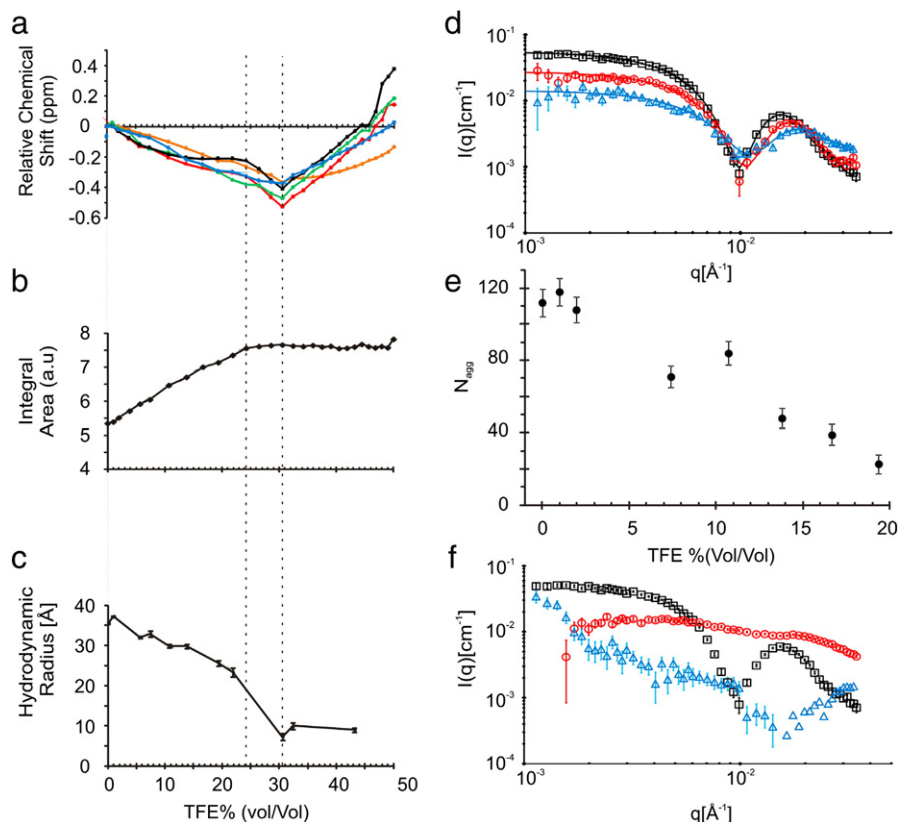 a
Relative Chemical
Shift (ppm)
0.4
0.2
0
-0.2
-0.4
-0.6
b
Integral
Area (a.u)
8
7
6
5
4
c
Hydrodynamic
Radius [Å]
40
30
20
10
0
0 10 20 30 40 50
TFE% (vol/Vol)
d
I(q)[cm⁻¹]
10⁻¹
10⁻²
10⁻³
10⁻⁴
10⁻³ 10⁻²
q[Å⁻¹]
e
N_agg
120
80
40
0
0 5 10 15 20
TFE %(Vol/Vol)
f
I(q)[cm⁻¹]
10⁻¹
10⁻²
10⁻³
10⁻⁴
10⁻³ 10⁻²
q[Å⁻¹]